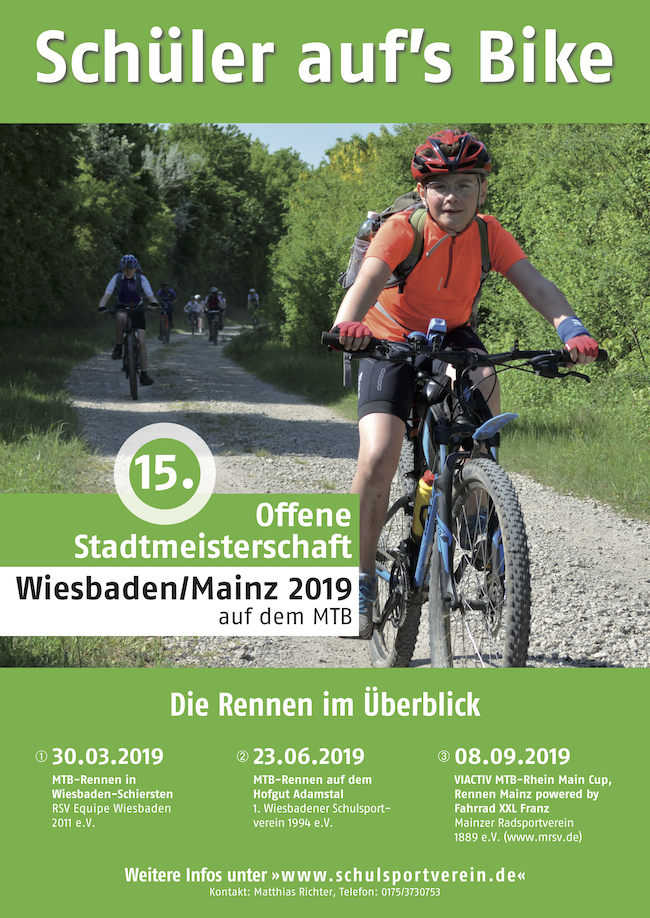 Schüler auf's Bike
15.
Offene
Stadtmeisterschaft
Wiesbaden/Mainz 2019
auf dem MTB
Die Rennen im Überblick
① 30.03.2019
MTB-Rennen in
Wiesbaden-Schiersten
RSV Equipe Wiesbaden
2011 e.V.
② 23.06.2019
MTB-Rennen auf dem
Hofgut Adamstal
1. Wiesbadener Schulsport-
verein 1994 e.V.
③ 08.09.2019
VIACTIV MTB-Rhein Main Cup,
Rennen Mainz powered by
Fahrrad XXL Franz
Mainzer Radsportverein
1889 e.V. (www.mrsv.de)
Weitere Infos unter »www.schulsportverein.de«
Kontakt: Matthias Richter, Telefon: 0175/3730753